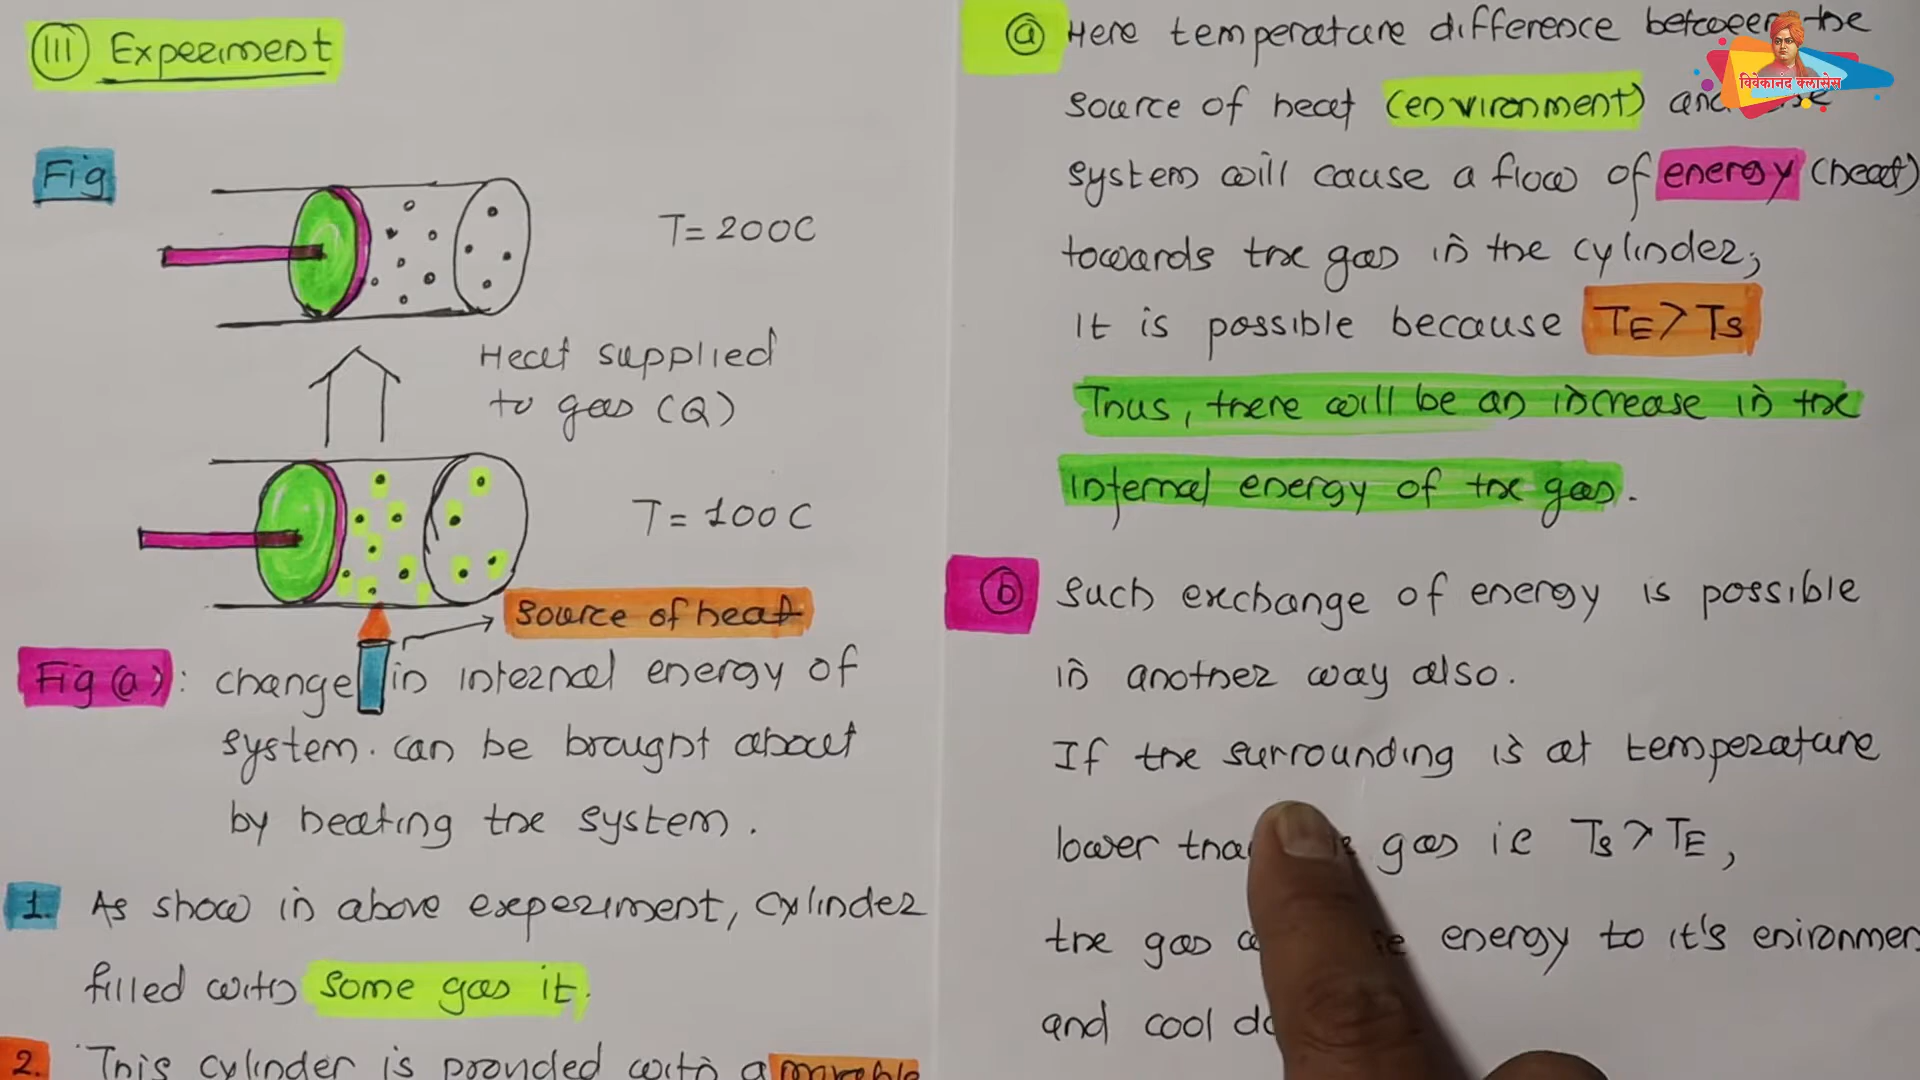 III Experiment
Fig
T = 200C
Heat supplied
to gas (Q)
T = 100C
source of heat
Fig (a) : change in internal energy of
system. can be brought about
by heating the system.
1. As show in above experiment, cylinder
filled with some gas it.
2. This cylinder is provided with a movable
a Here temperature difference between the
source of heat (environment) and
system will cause a flow of energy (heat)
towards the gas in the cylinder,
It is possible because TE > TS
Thus, there will be an increase in the
internal energy of the gas.
b Such exchange of energy is possible
in another way also.
If the surrounding is at temperature
lower gas ie TS > TE,
the gas energy to it's enironmen
and cool
विवेकानंद क्लासेस